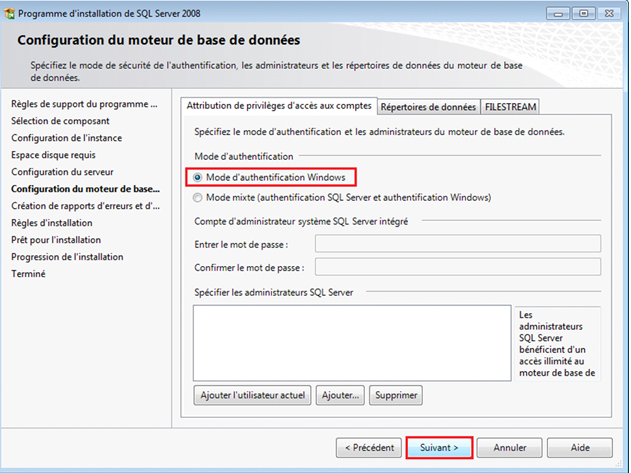 Programme d'installation de SQL Server 2008
Configuration du moteur de base de données
Spécifiez le mode de sécurité de l'authentification, les administrateurs et les répertoires de données du moteur de base
de données.
Règles de support du programme ...
Sélection de composant
Configuration de l'instance
Espace disque requis
Configuration du serveur
Configuration du moteur de base...
Création de rapports d'erreurs et d'...
Règles d'installation
Prêt pour l'installation
Progression de l'installation
Terminé
Attribution de privilèges d'accès aux comptes
Répertoires de données
FILESTREAM
Spécifiez le mode d'authentification et les administrateurs du moteur de base de données.
Mode d'authentification
Mode d'authentification Windows
Mode mixte (authentification SQL Server et authentification Windows)
Compte d'administrateur système SQL Server intégré
Entrer le mot de passe :
Confirmer le mot de passe :
Spécifier les administrateurs SQL Server
Les
administrateurs
SQL Server
bénéficient d'un
accès illimité au
moteur de base de
Ajouter l'utilisateur actuel
Ajouter...
Supprimer
< Précédent
Suivant >
Annuler
Aide